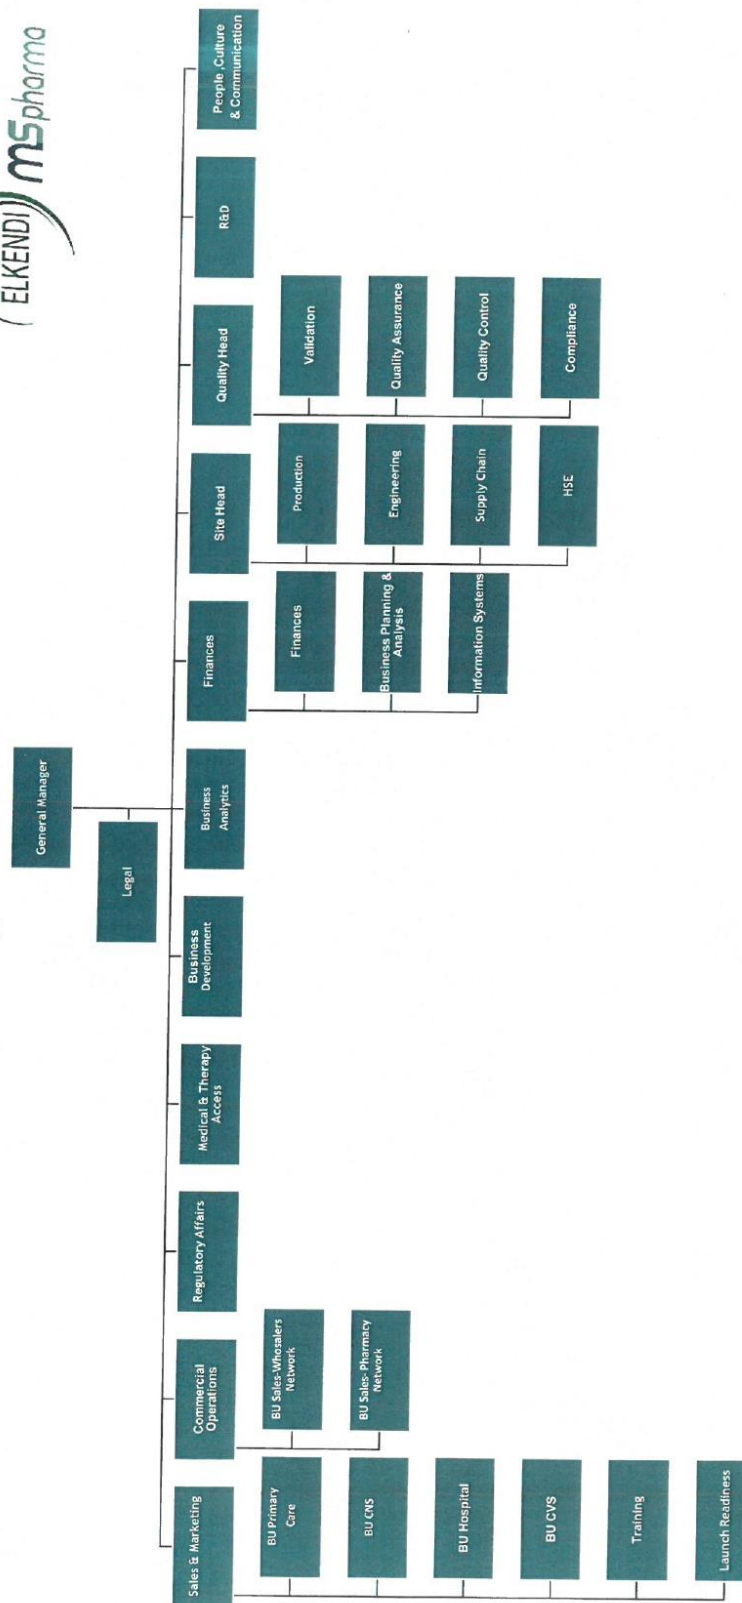 ELKENDI
mspharma
General Manager
Legal
Sales & Marketing
BU Primary
Care
BU CNS
BU Hospital
BU CVS
Training
Launch Readiness
Commercial
Operations
BU Sales-Whosalers
Network
BU Sales- Pharmacy
Network
Regulatory Affairs
Medical & Therapy
Access
Business
Development
Business
Analytics
Finances
Finances
Business Planning &
Analysis
Information Systems
Site Head
Production
Engineering
Supply Chain
HSE
Quality Head
Validation
Quality Assurance
Quality Control
Compliance
R&D
People ,Culture
& Communication